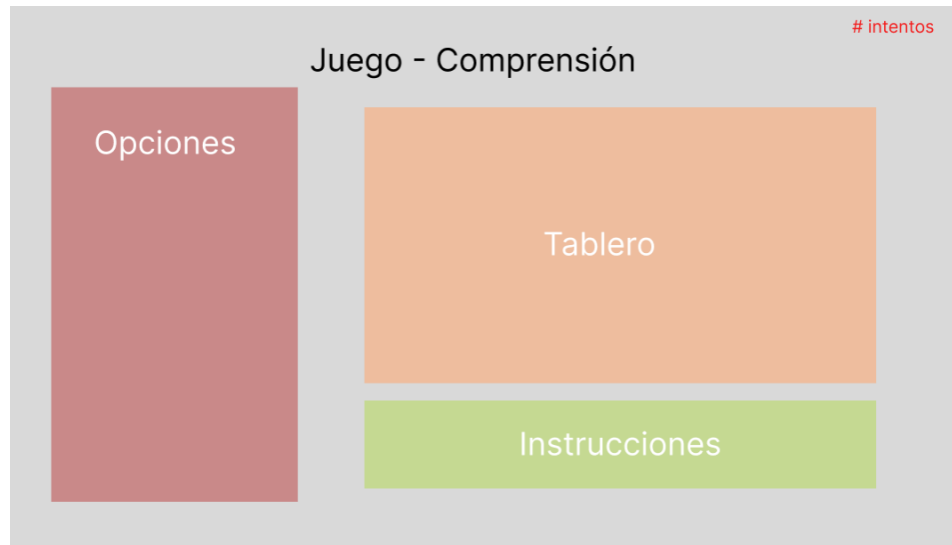 # intentos
Juego - Comprensión
Opciones
Tablero
Instrucciones